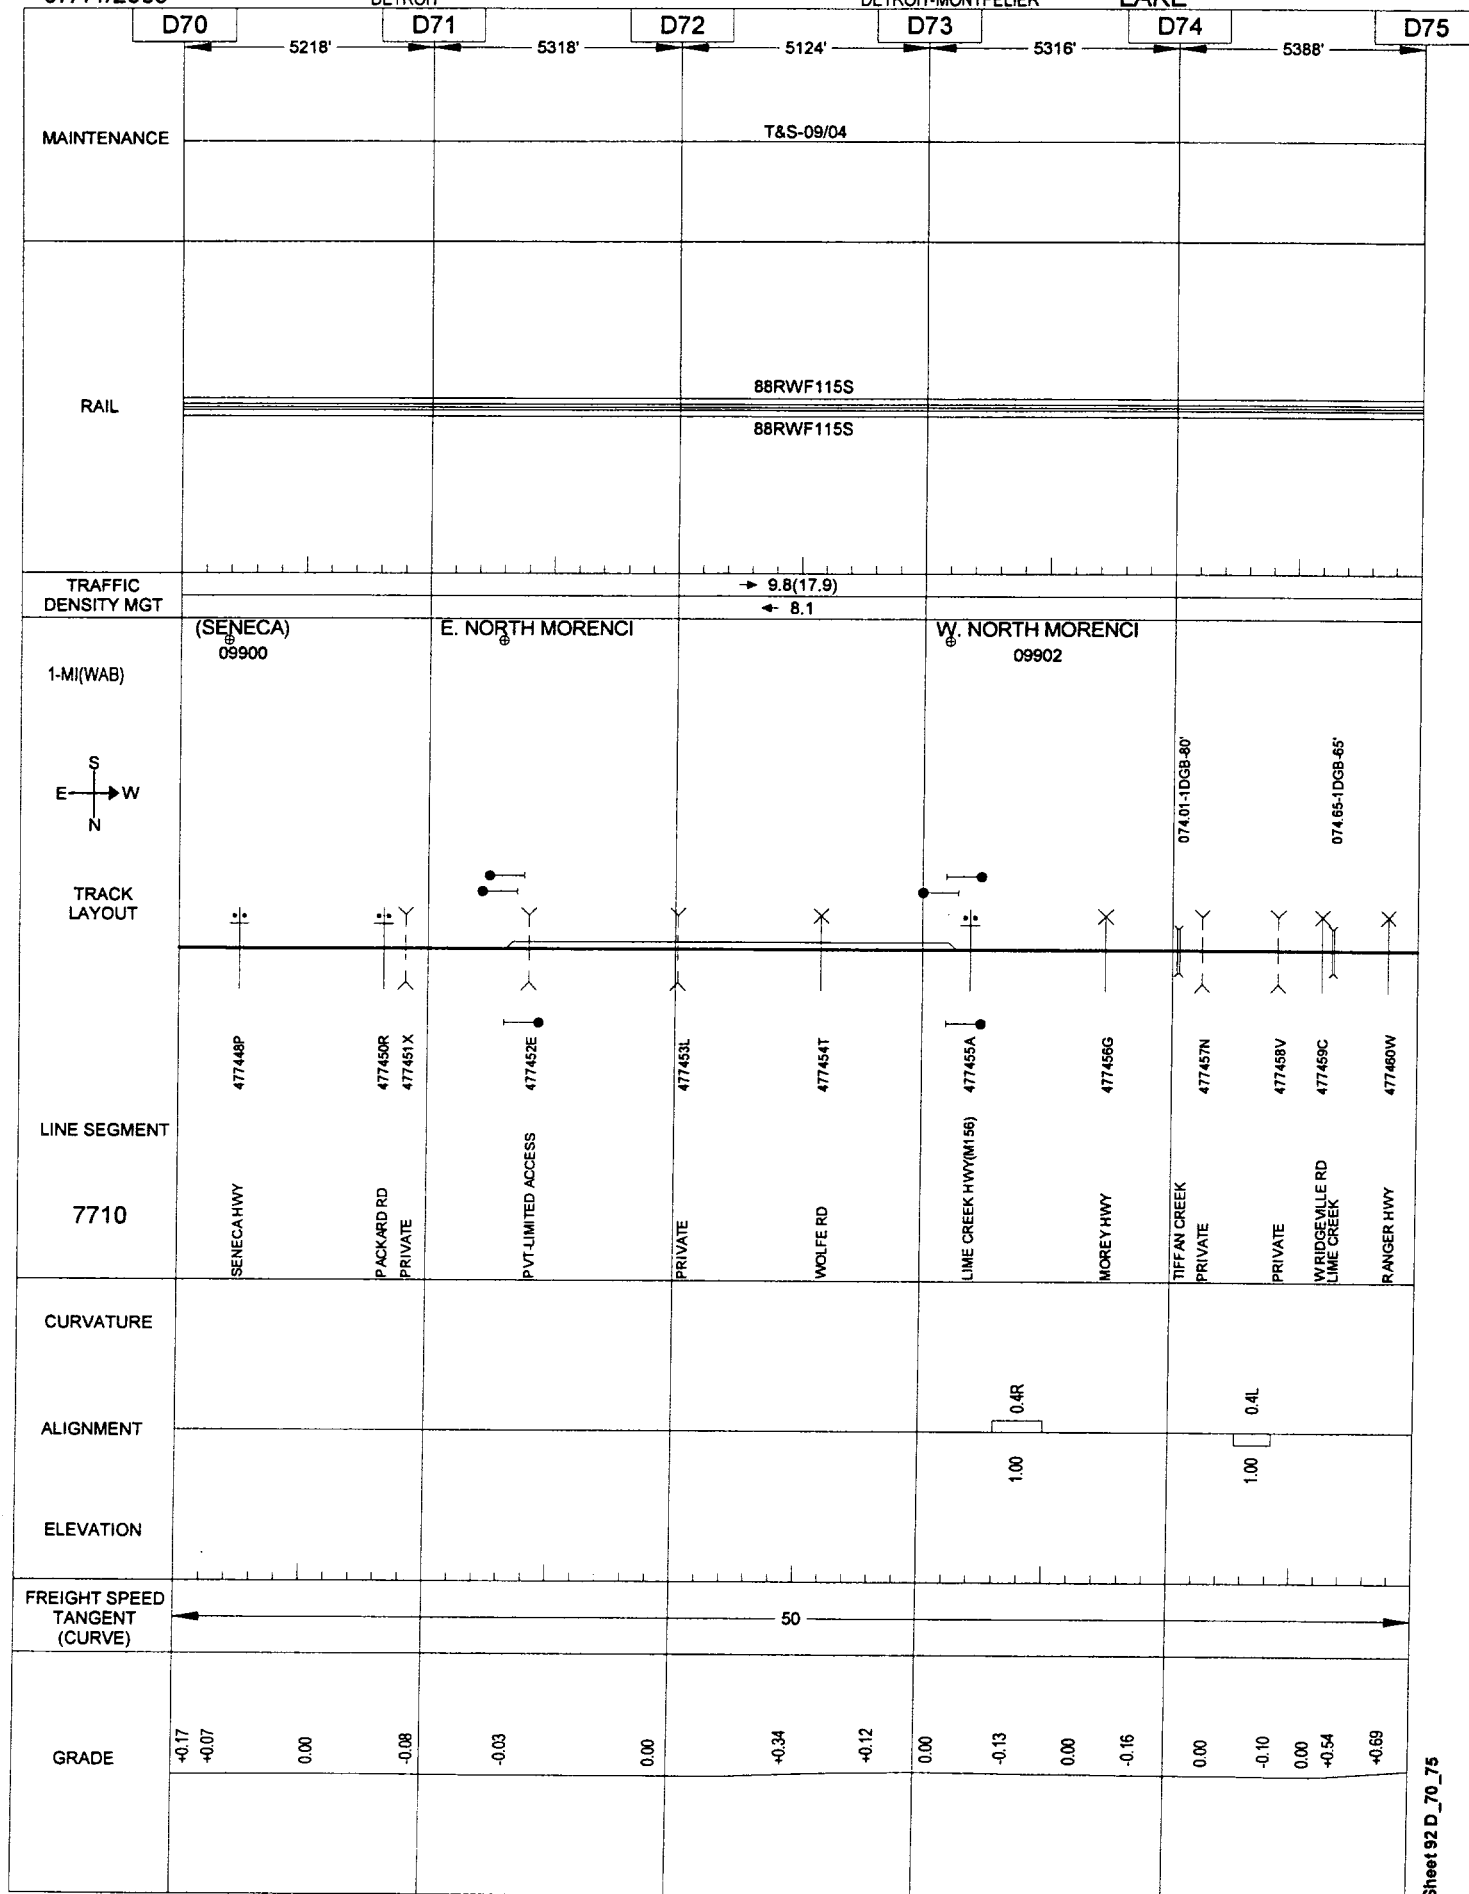 DETROIT
DETROIT-MONTPELIER
LAKE
D70 D71 D72 D73 D74 D75
5218' 5318' 5124' 5316' 5388'
MAINTENANCE
T&S-09/04
RAIL
88RWF115S
88RWF115S
TRAFFIC
DENSITY MGT
9.8(17.9)
8.1
(SENECA)
09900
E. NORTH MORENCI
W. NORTH MORENCI
09902
1-MI(WAB)
S
E W
N
074.01-1DGB-80'
074.65-1DGB-65'
TRACK
LAYOUT
477448P
477450R
477451X
477452E
477453L
477454T
477455A
477456G
477457N
477458V
477459C
477460W
LINE SEGMENT
7710
SENECA HWY
PACKARD RD
PRIVATE
PVT-LIMITED ACCESS
PRIVATE
WOLFE RD
LIME CREEK HWY(M156)
MOREY HWY
TIFFAN CREEK
PRIVATE
PRIVATE
W RIDGEVILLE RD
LIME CREEK
RANGER HWY
CURVATURE
ALIGNMENT
0.4R
1.00
0.4L
1.00
ELEVATION
FREIGHT SPEED
TANGENT
(CURVE)
50
GRADE
+0.17
+0.07
0.00
-0.08
-0.03
0.00
+0.34
+0.12
0.00
-0.13
0.00
-0.16
0.00
-0.10
0.00
+0.54
+0.69
Sheet 92 D_70_75